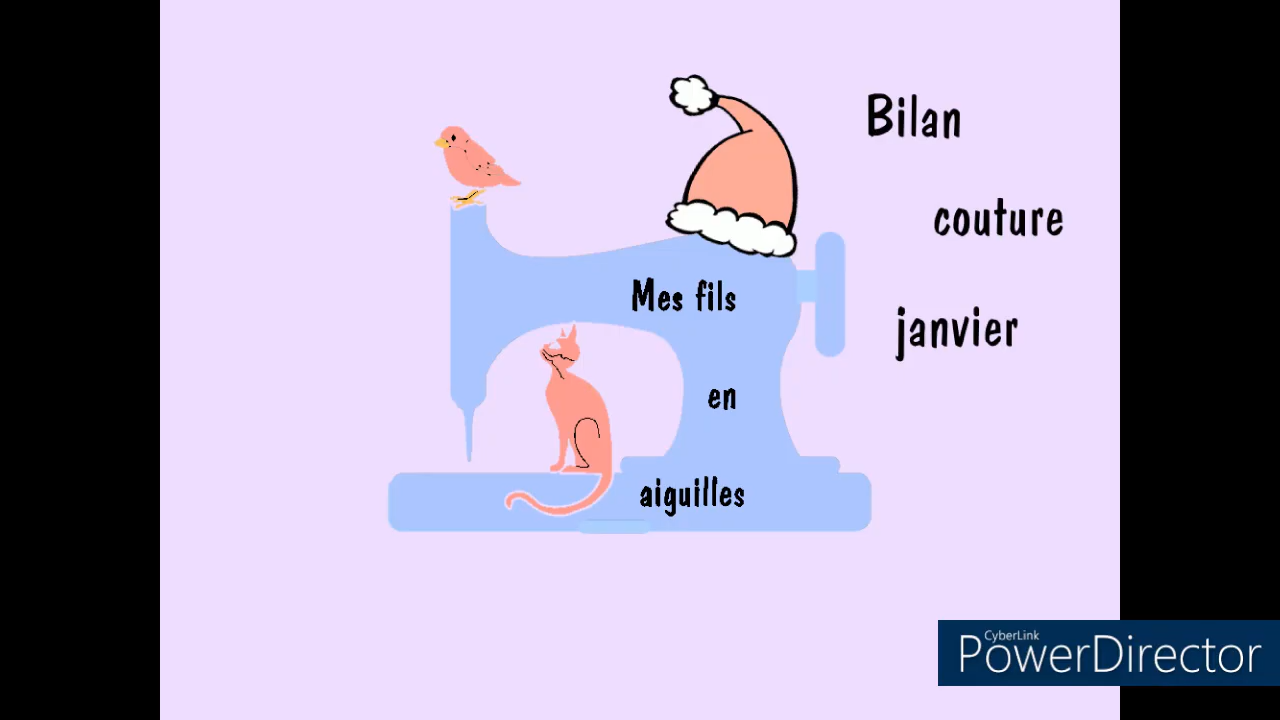 Bilan
couture
janvier
Mes fils
en
aiguilles
CyberLink
PowerDirector